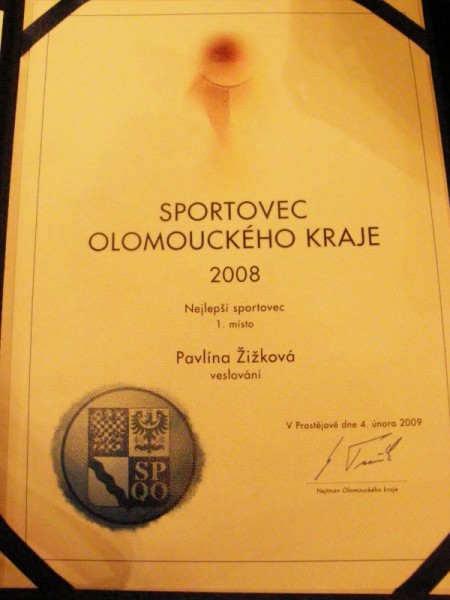 SPORTOVEC
OLOMOUCKÉHO KRAJE
2008
Nejlepší sportovec
1. místo
Pavlína Žižková
veslování
V Prostějově dne 4. února 2009
Hejtman Olomouckého kraje
SP
QO